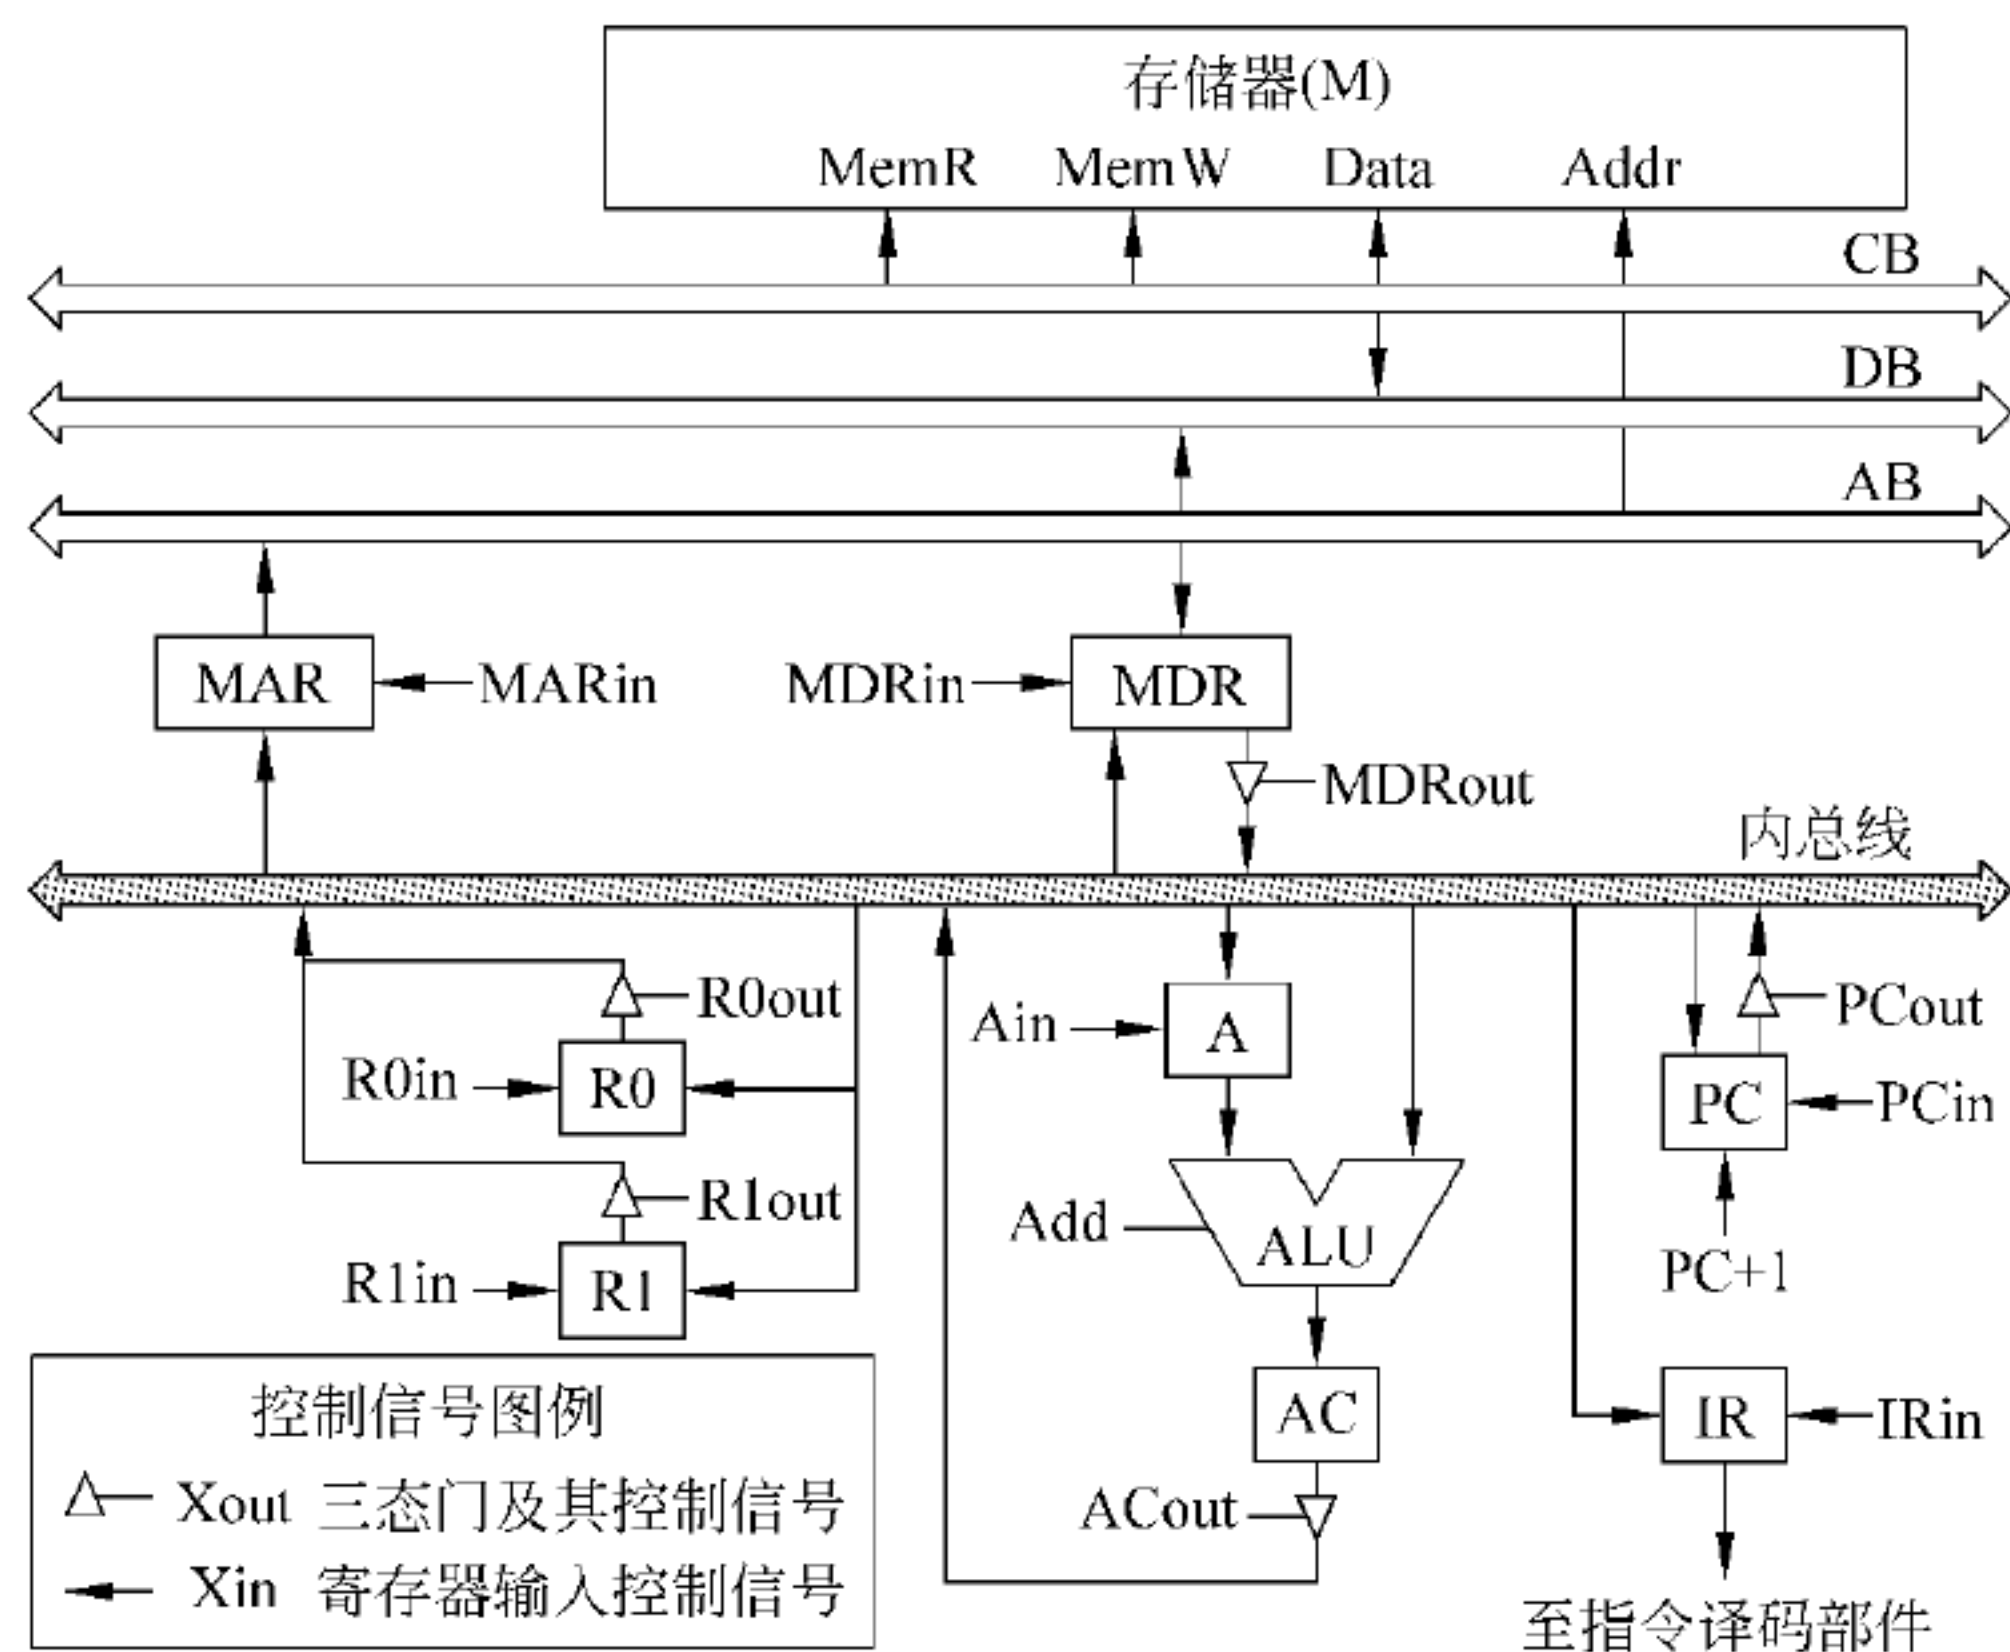 存储器(M)
MemR MemW Data Addr
CB
DB
AB
MAR MARin MDRin MDR
MDRout
内总线
R0out
R0in R0
R1out
R1in R1
Ain A
Add ALU
AC
ACout
PCout
PC PCin
PC+1
IR IRin
至指令译码部件
控制信号图例
Xout 三态门及其控制信号
Xin 寄存器输入控制信号